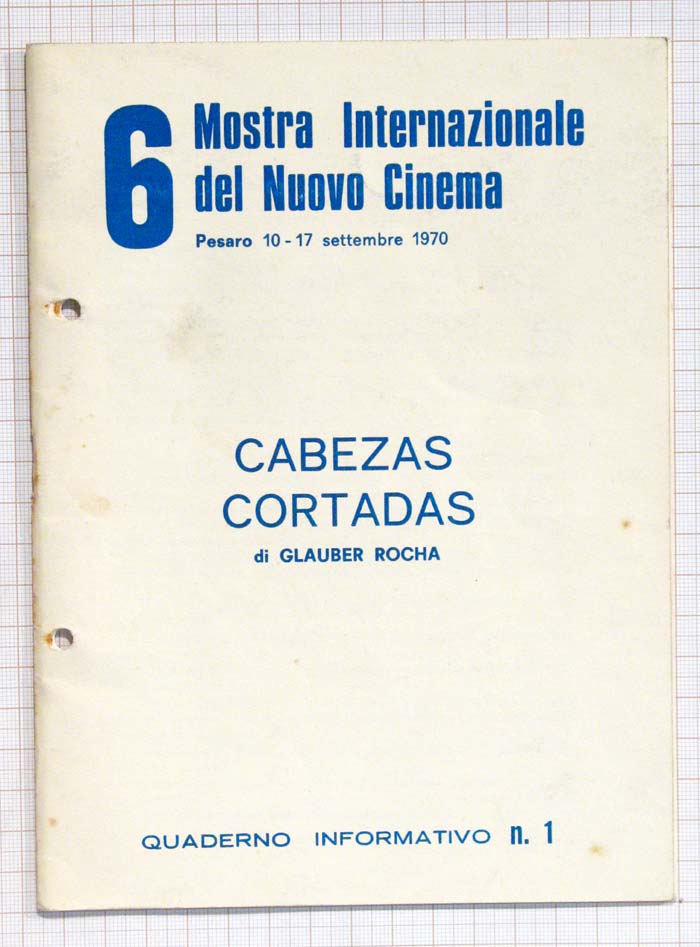 6 Mostra Internazionale
del Nuovo Cinema
Pesaro 10-17 settembre 1970
CABEZAS
CORTADAS
di GLAUBER ROCHA
QUADERNO INFORMATIVO n. 1